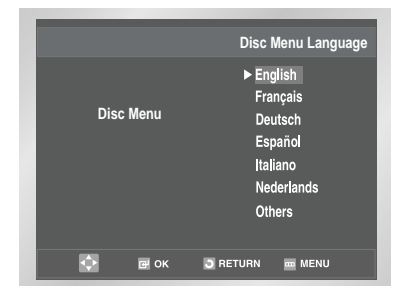 Disc Menu Language
Disc Menu
English
Français
Deutsch
Español
Italiano
Nederlands
Others
OK RETURN MENU